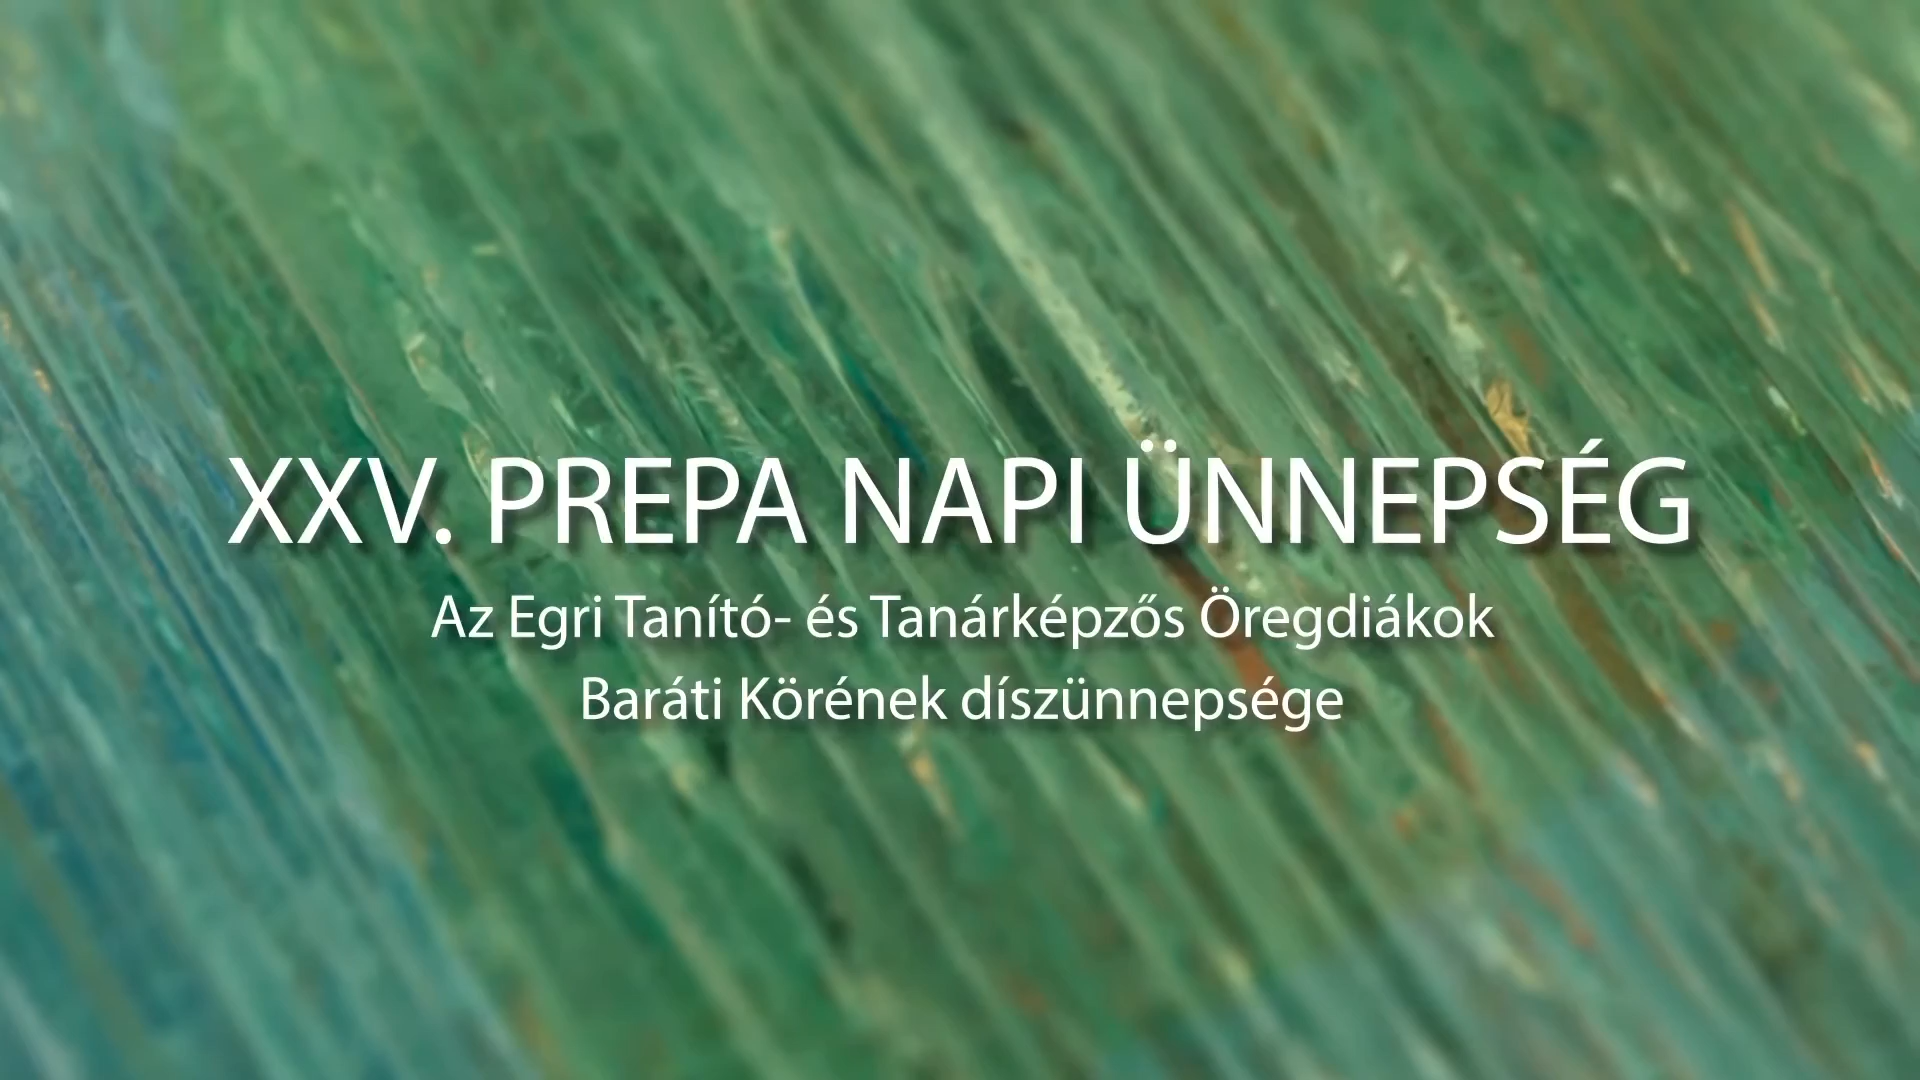 XXV. PREPA NAPI ÜNNEPSÉG
Az Egri Tanító- és Tanárképzős Öregdiákok
Baráti Körének díszünnepsége